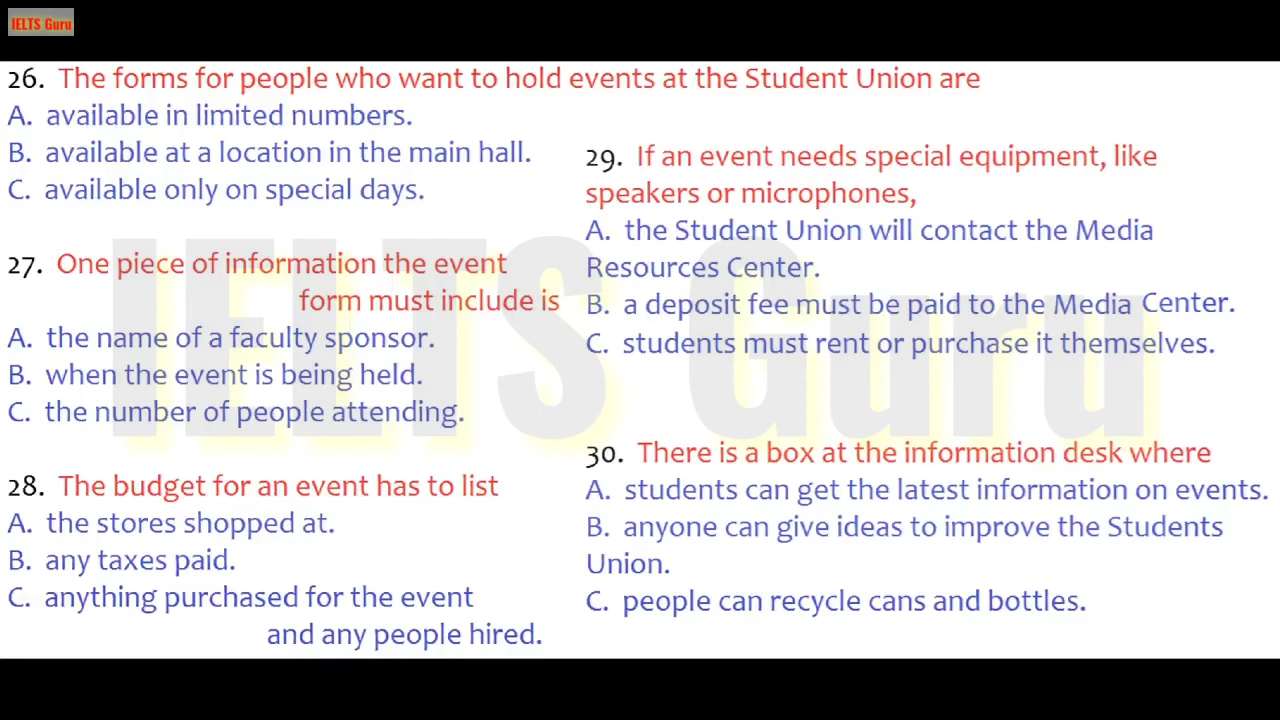 IELTS Guru
26. The forms for people who want to hold events at the Student Union are
A. available in limited numbers.
B. available at a location in the main hall.
C. available only on special days.
27. One piece of information the event
form must include is
A. the name of a faculty sponsor.
B. when the event is being held.
C. the number of people attending.
28. The budget for an event has to list
A. the stores shopped at.
B. any taxes paid.
C. anything purchased for the event
and any people hired.
29. If an event needs special equipment, like
speakers or microphones,
A. the Student Union will contact the Media
Resources Center.
B. a deposit fee must be paid to the Media Center.
C. students must rent or purchase it themselves.
30. There is a box at the information desk where
A. students can get the latest information on events.
B. anyone can give ideas to improve the Students
Union.
C. people can recycle cans and bottles.
IELTS Guru